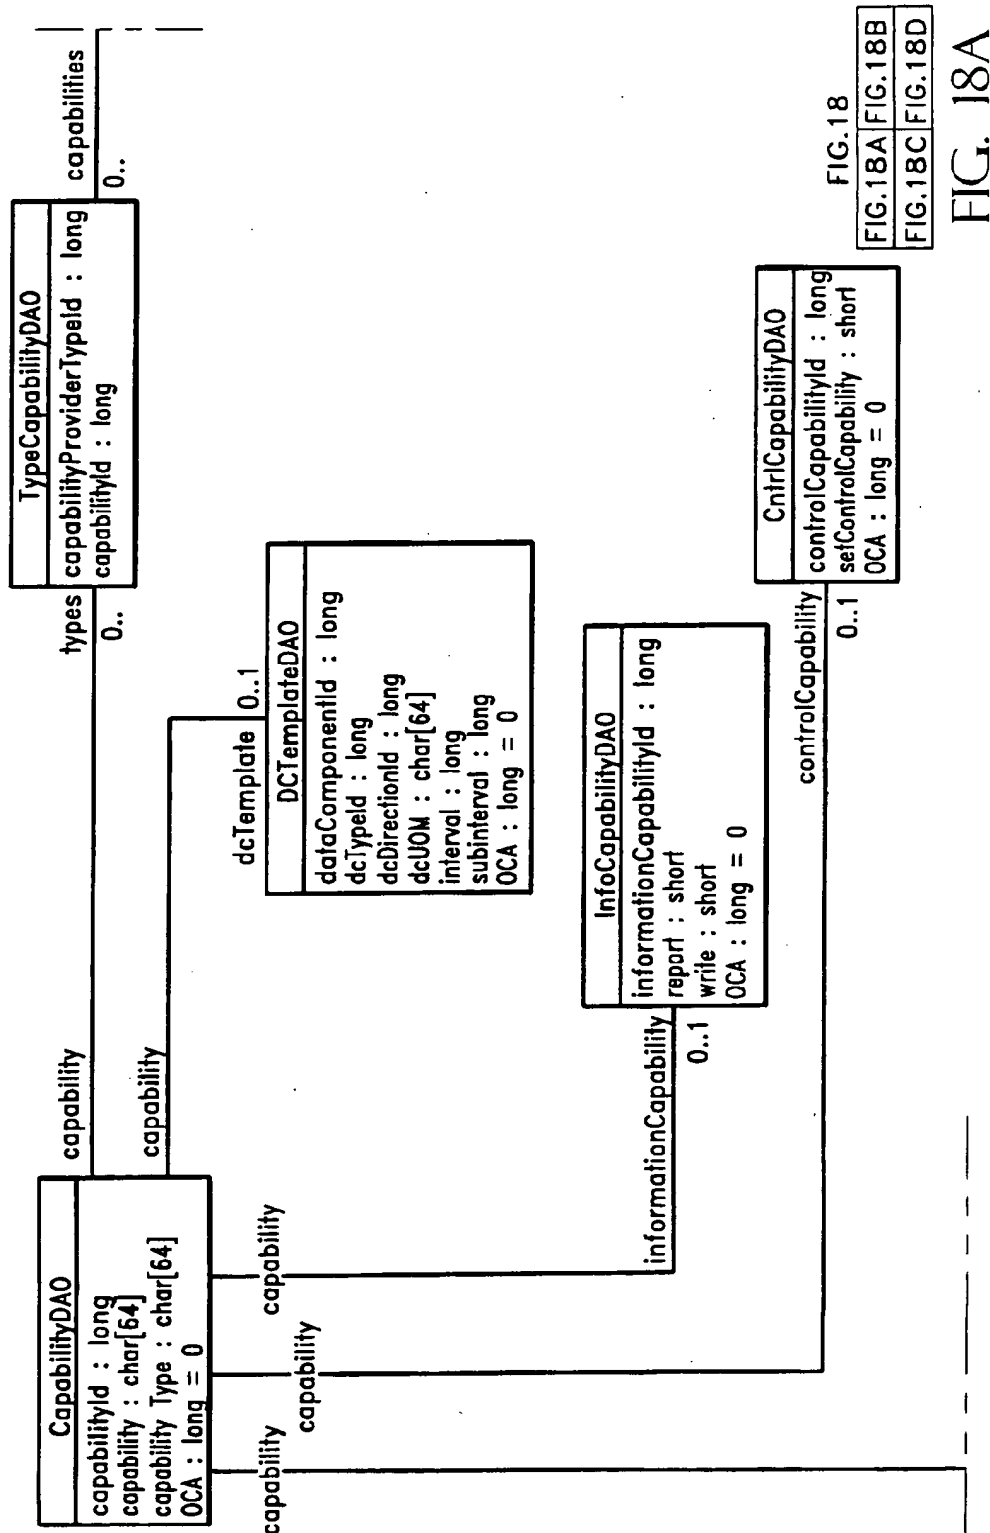 CapabilityDAO
capabilityId : long
capability : char[64]
capability Type : char[64]
OCA : long = 0
capability
types
0..
TypeCapabilityDAO
capabilityProviderTypeId : long
capabilityId : long
capabilities
0..
capability
dcTemplate
0..1
DCTemplateDAO
dataComponentId : long
dcTypeId : long
dcDirectionId : long
dcUOM : char[64]
interval : long
subinterval : long
OCA : long = 0
capability
informationCapability
0..1
InfoCapabilityDAO
informationCapabilityId : long
report : short
write : short
OCA : long = 0
capability
controlCapability
0..1
CntrlCapabilityDAO
controlCapabilityId : long
setControlCapability : short
OCA : long = 0
capability
FIG.18
FIG.18A FIG.18B
FIG.18C FIG.18D
FIG. 18A